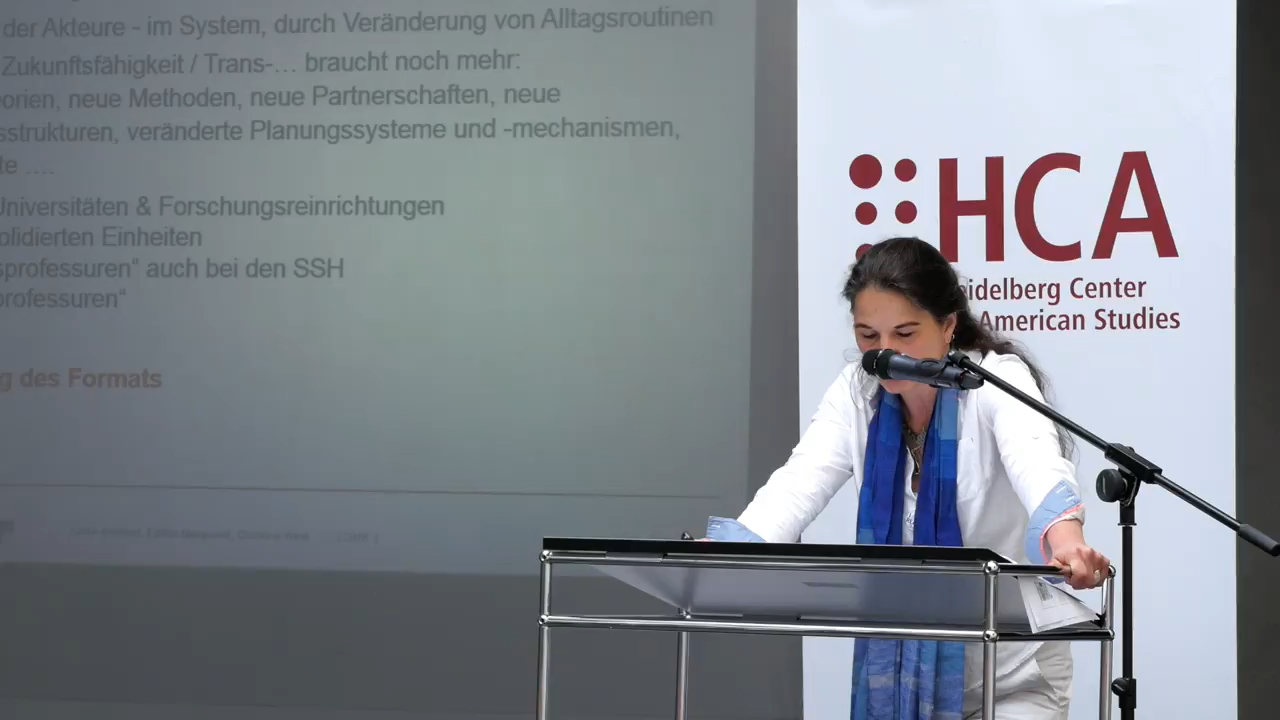 der Akteure - im System, durch Veränderung von Alltagsroutinen
Zukunftsfähigkeit / Trans-... braucht noch mehr:
orien, neue Methoden, neue Partnerschaften, neue
sstrukturen, veränderte Planungssysteme und -mechanismen,
le ....
Universitäten & Forschungsreinrichtungen
olidierten Einheiten
sprofessuren“ auch bei den SSH
professuren“
g des Formats
HCA
eidelberg Center
American Studies